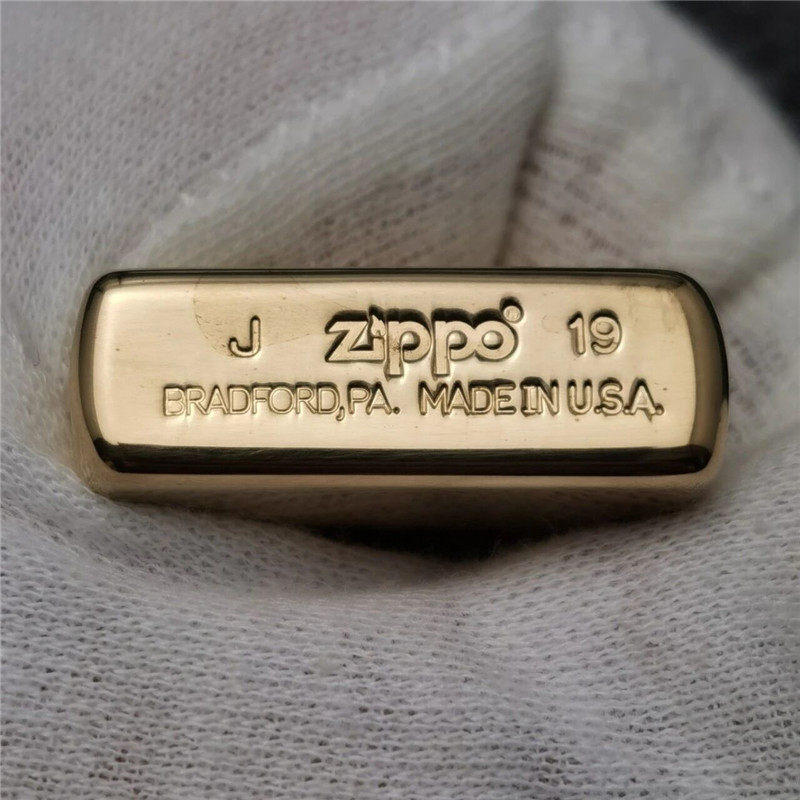 J Zippo® 19
BRADFORD, PA. MADE IN U.S.A.